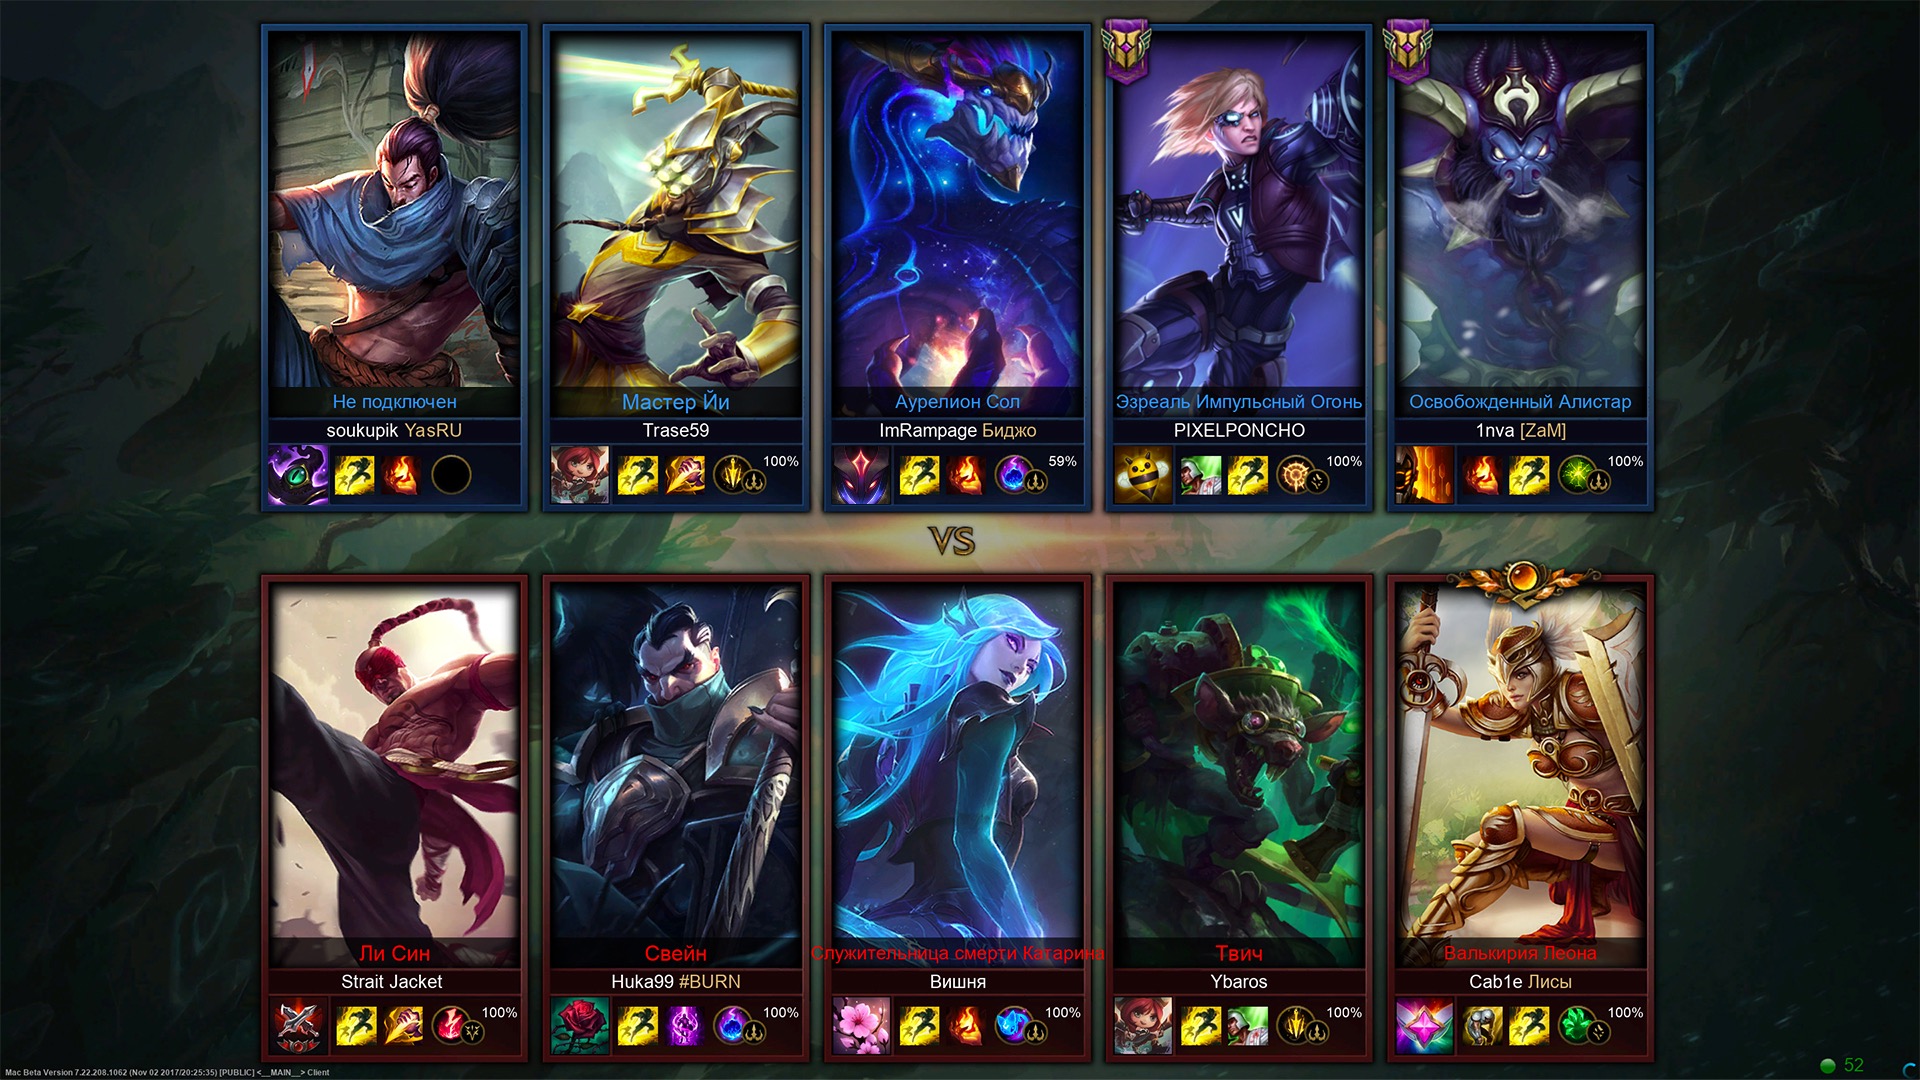 Не подключен
soukupik YasRU
Мастер Йи
Trase59
100%
Аурелион Сол
ImRampage Биджо
59%
Эзреаль Импульсный Огонь
PIXELPONCHO
100%
Освобожденный Алистар
1nva [ZaM]
100%
VS
Ли Син
Strait Jacket
100%
Свейн
Huka99 #BURN
100%
Служительница смерти Катарина
Вишня
100%
Твич
Ybaros
100%
Валькирия Леона
Cab1e Лисы
100%
Mac Beta Version 7.22.208.1062 (Nov 02 2017/20:25:35) [PUBLIC] <__MAIN__> Client
52